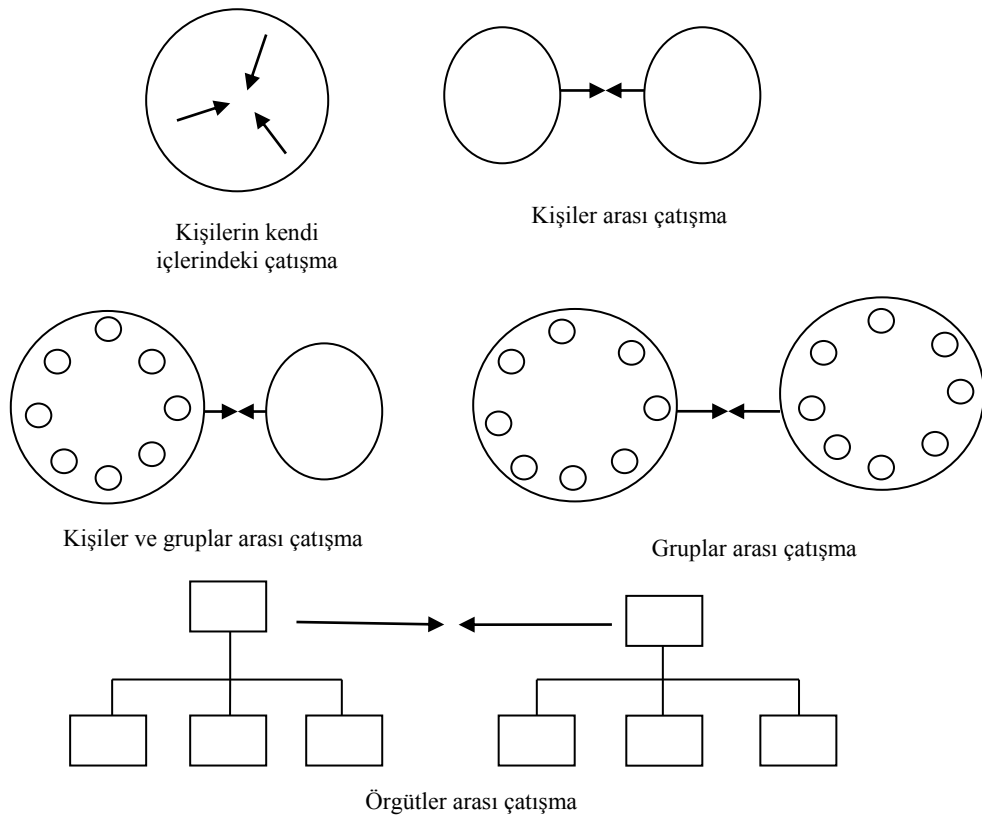 Kişilerin kendi
içlerindeki çatışma
Kişiler arası çatışma
Kişiler ve gruplar arası çatışma
Gruplar arası çatışma
Örgütler arası çatışma